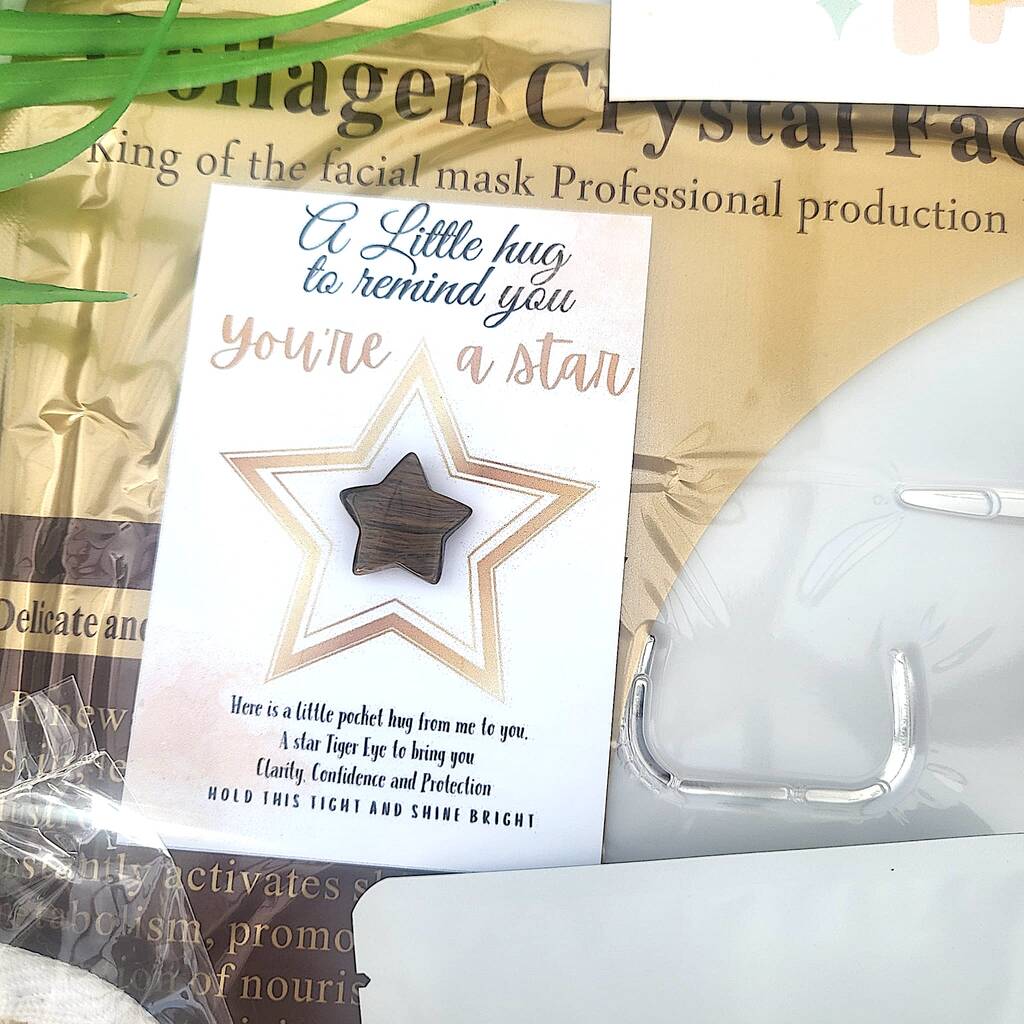 Collagen Crystal Fac
King of the facial mask Professional production
A Little hug
to remind you
you're a star
Here is a little pocket hug from me to you.
A star Tiger Eye to bring you
Clarity, Confidence and Protection
HOLD THIS TIGHT AND SHINE BRIGHT
Delicate and
Renew
instantly activates s
metabolism, promo
of nouris